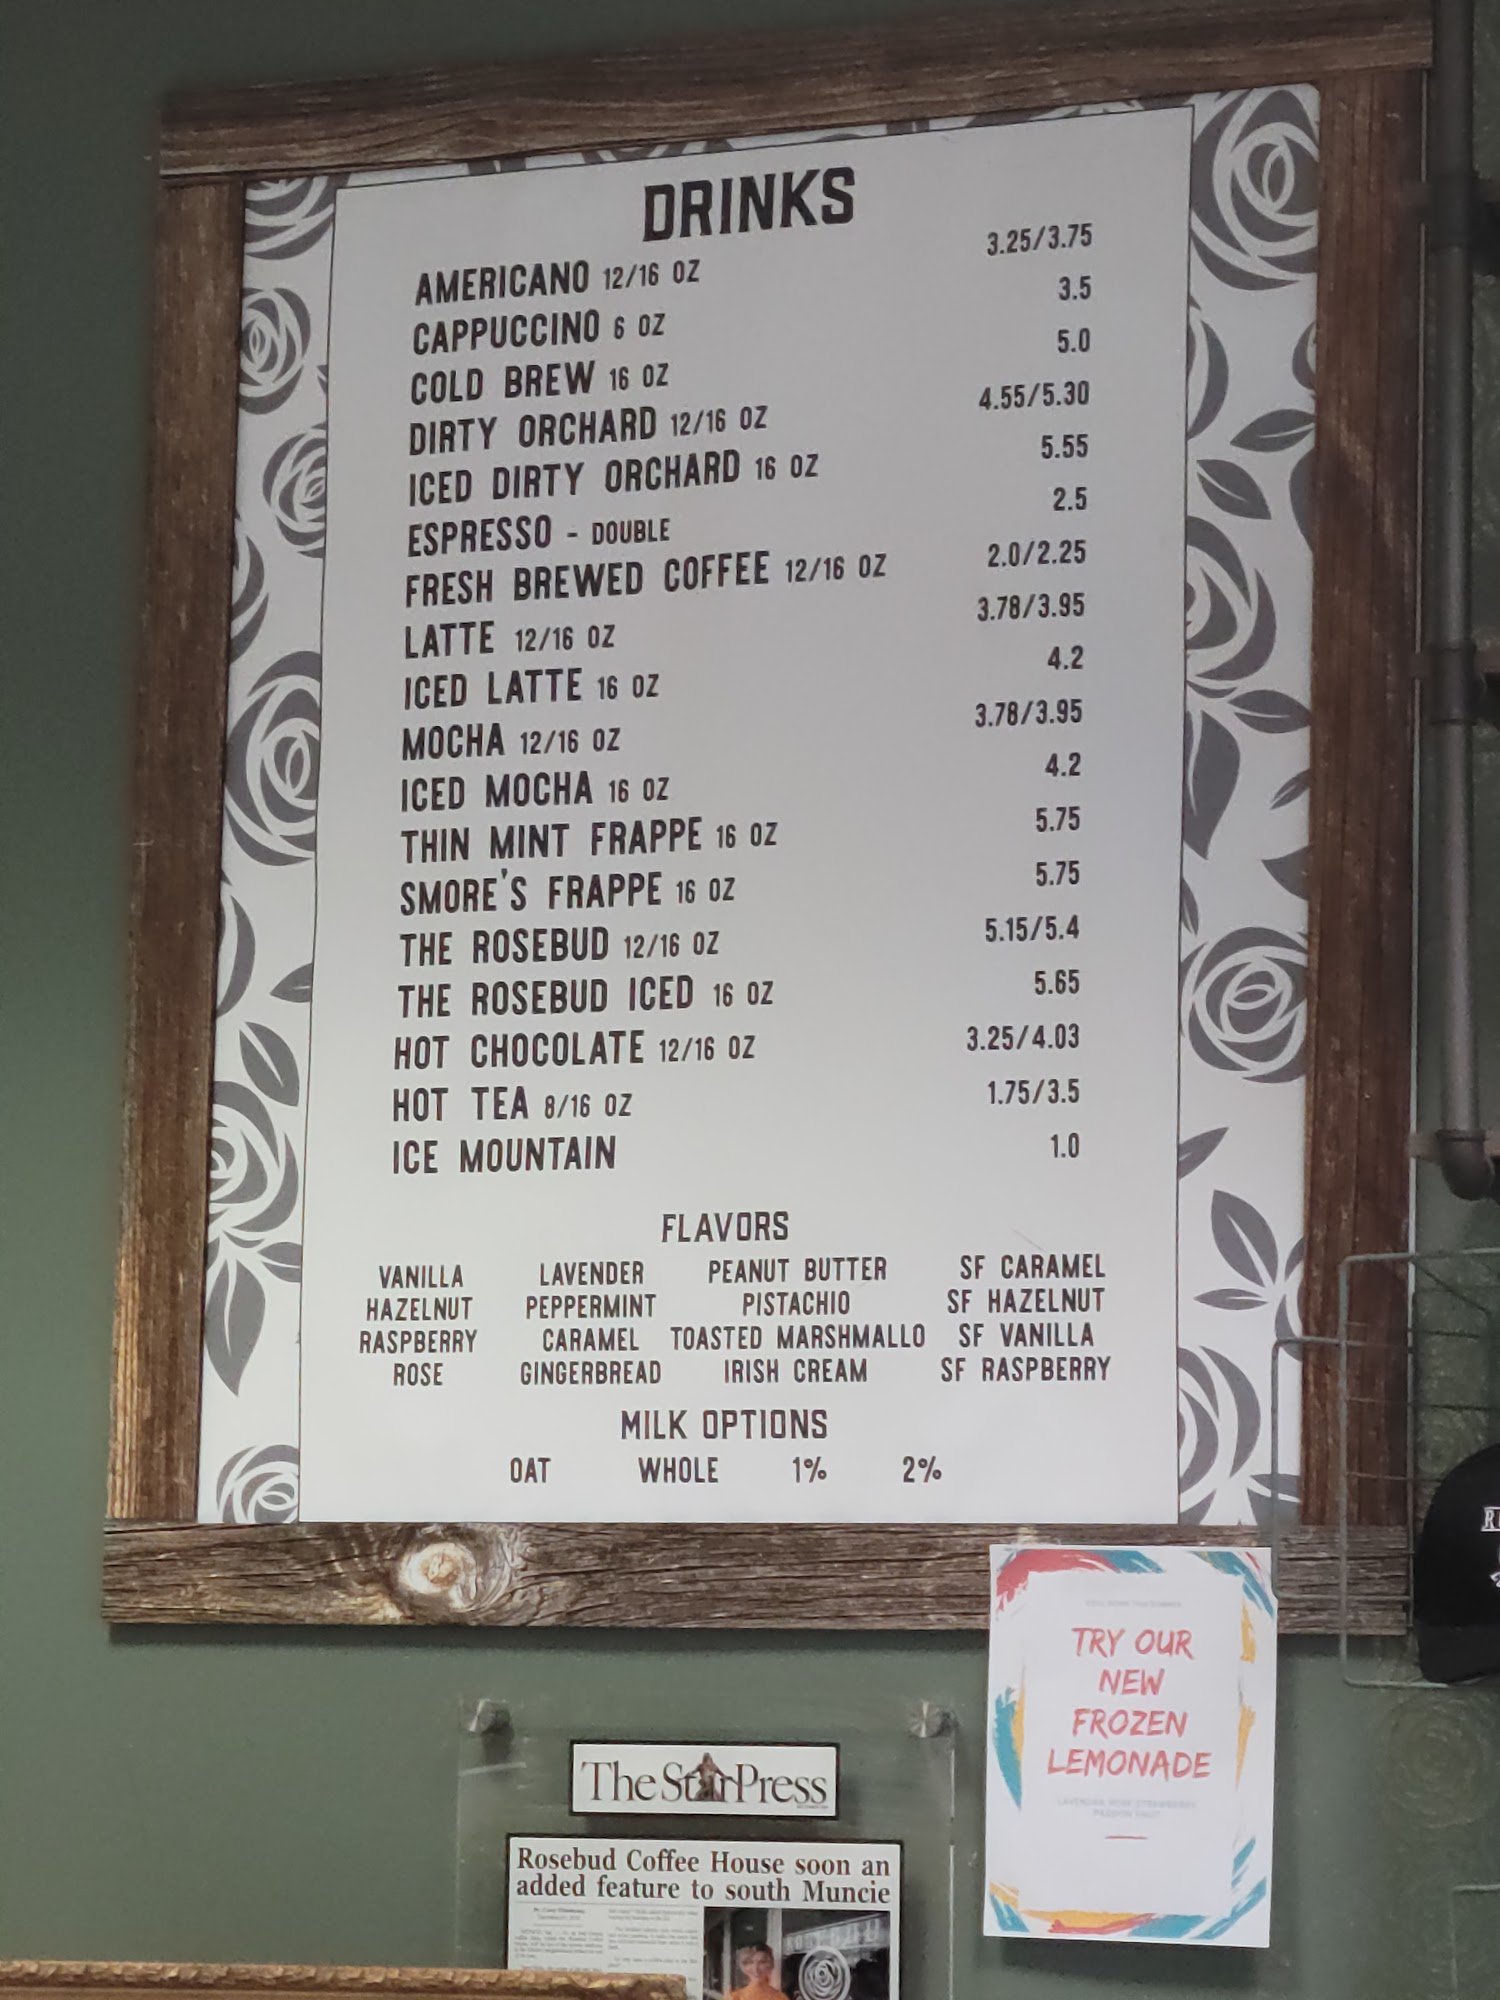 DRINKS
AMERICANO 12/16 OZ 3.25/3.75
CAPPUCCINO 6 OZ 3.5
COLD BREW 16 OZ 5.0
DIRTY ORCHARD 12/16 OZ 4.55/5.30
ICED DIRTY ORCHARD 16 OZ 5.55
ESPRESSO - DOUBLE 2.5
FRESH BREWED COFFEE 12/16 OZ 2.0/2.25
LATTE 12/16 OZ 3.78/3.95
ICED LATTE 16 OZ 4.2
MOCHA 12/16 OZ 3.78/3.95
ICED MOCHA 16 OZ 4.2
THIN MINT FRAPPE 16 OZ 5.75
SMORE'S FRAPPE 16 OZ 5.75
THE ROSEBUD 12/16 OZ 5.15/5.4
THE ROSEBUD ICED 16 OZ 5.65
HOT CHOCOLATE 12/16 OZ 3.25/4.03
HOT TEA 8/16 OZ 1.75/3.5
ICE MOUNTAIN 1.0
FLAVORS
VANILLA LAVENDER PEANUT BUTTER SF CARAMEL
HAZELNUT PEPPERMINT PISTACHIO SF HAZELNUT
RASPBERRY CARAMEL TOASTED MARSHMALLO SF VANILLA
ROSE GINGERBREAD IRISH CREAM SF RASPBERRY
MILK OPTIONS
OAT WHOLE 1% 2%
TRY OUR
NEW
FROZEN
LEMONADE
The Star Press
Rosebud Coffee House soon an
added feature to south Muncie